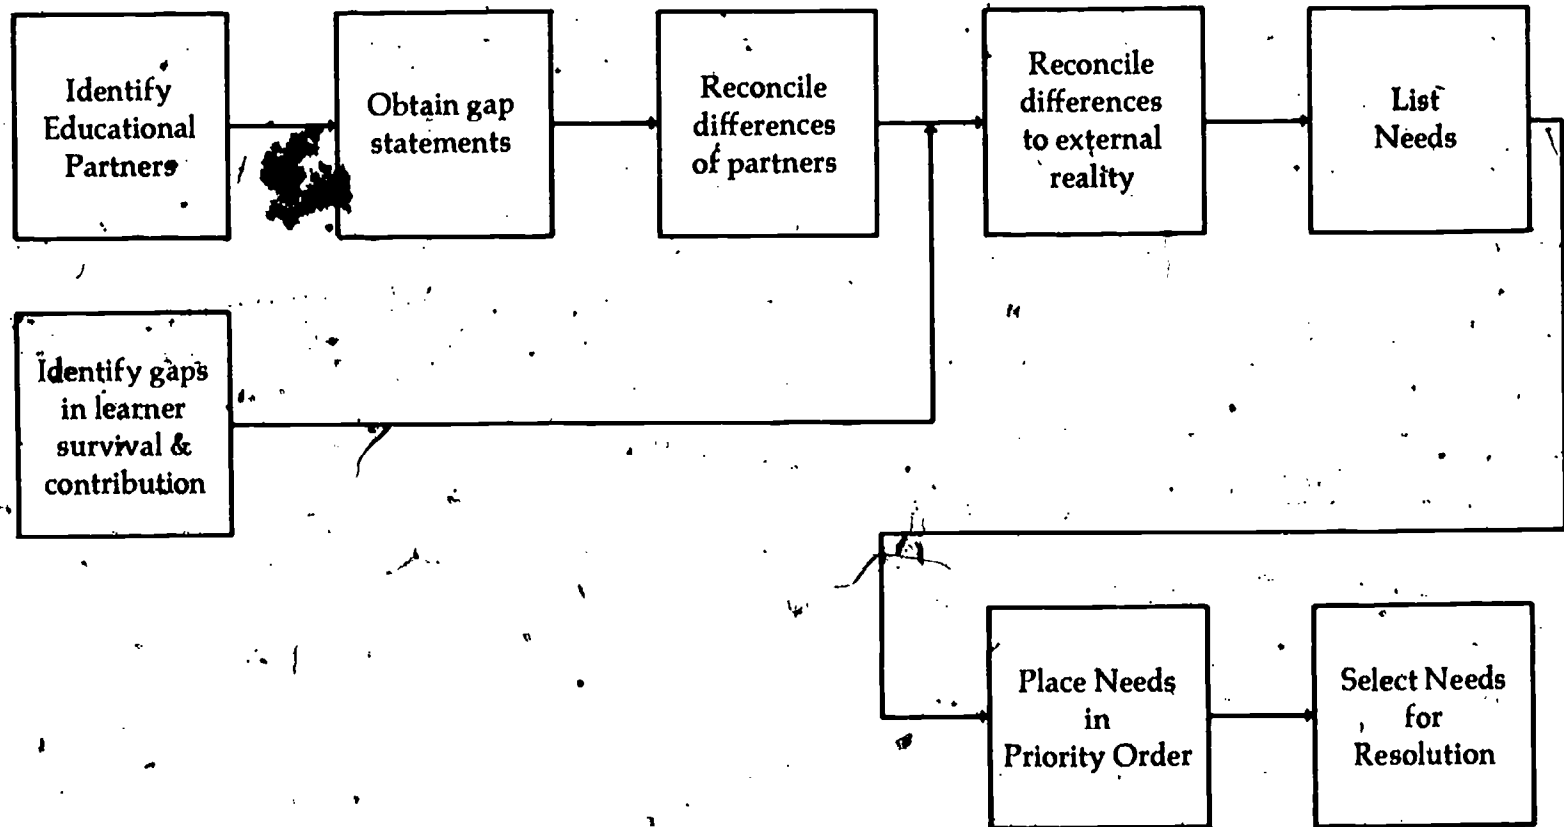 Identify
Educational
Partners
Obtain gap
statements
Reconcile
differences
of partners
Reconcile
differences
to external
reality
List
Needs
Identify gaps
in learner
survival &
contribution
Place Needs
in
Priority Order
Select Needs
for
Resolution